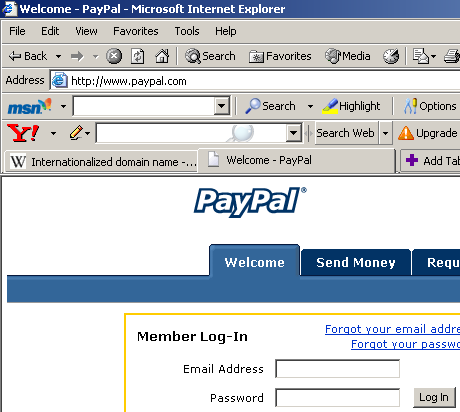 Welcome - PayPal - Microsoft Internet Explorer
File Edit View Favorites Tools Help
Back Search Favorites Media
Address http://www.paypal.com
msn Search Highlight Options
Y! Search Web Upgrade
W Internationalized domain name -... Welcome - PayPal Add Tab
PayPal®
Welcome Send Money Requ
Member Log-In Forgot your email addre
Forgot your passwo
Email Address
Password Log In